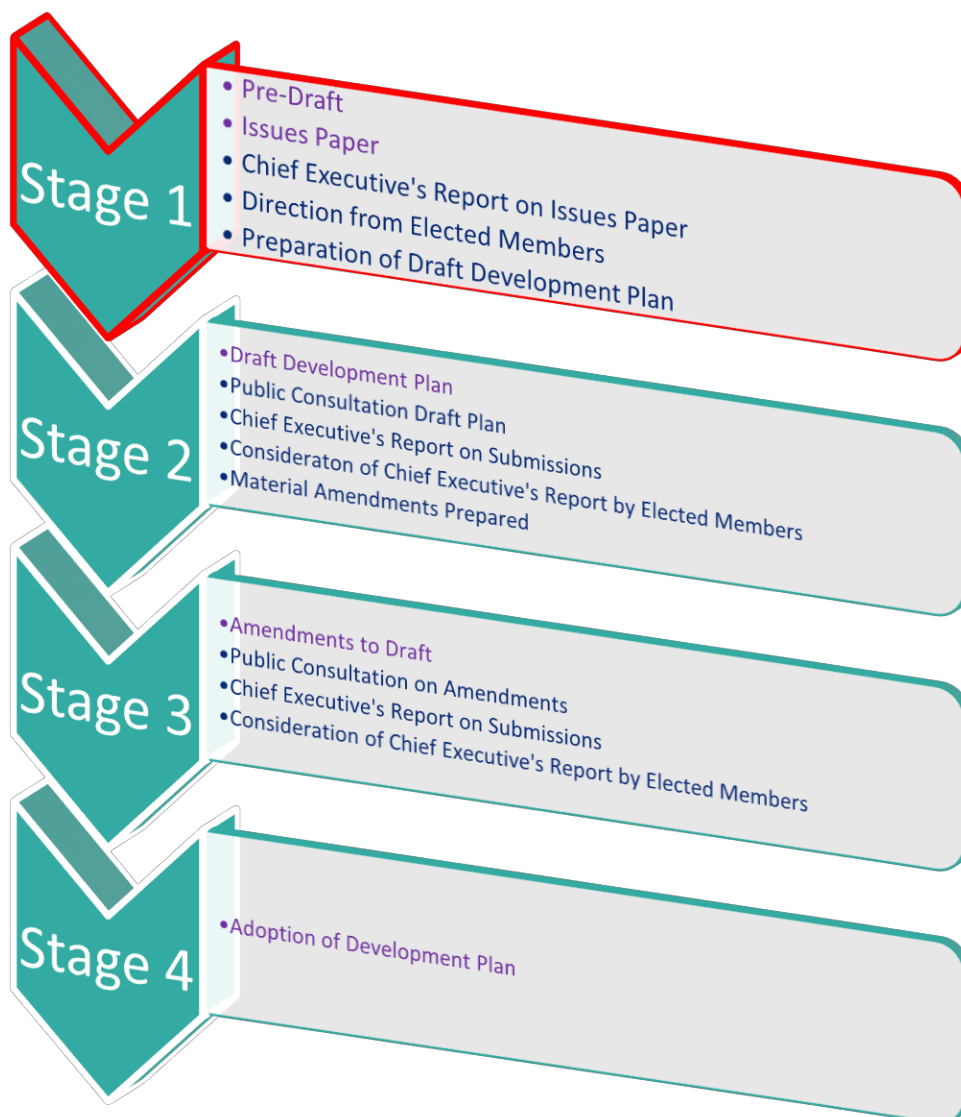 Stage 1
• Pre-Draft
• Issues Paper
• Chief Executive's Report on Issues Paper
• Direction from Elected Members
• Preparation of Draft Development Plan
Stage 2
•Draft Development Plan
•Public Consultation Draft Plan
•Chief Executive's Report on Submissions
•Consideraton of Chief Executive's Report by Elected Members
•Material Amendments Prepared
Stage 3
•Amendments to Draft
•Public Consultation on Amendments
•Chief Executive's Report on Submissions
•Consideration of Chief Executive's Report by Elected Members
Stage 4
•Adoption of Development Plan